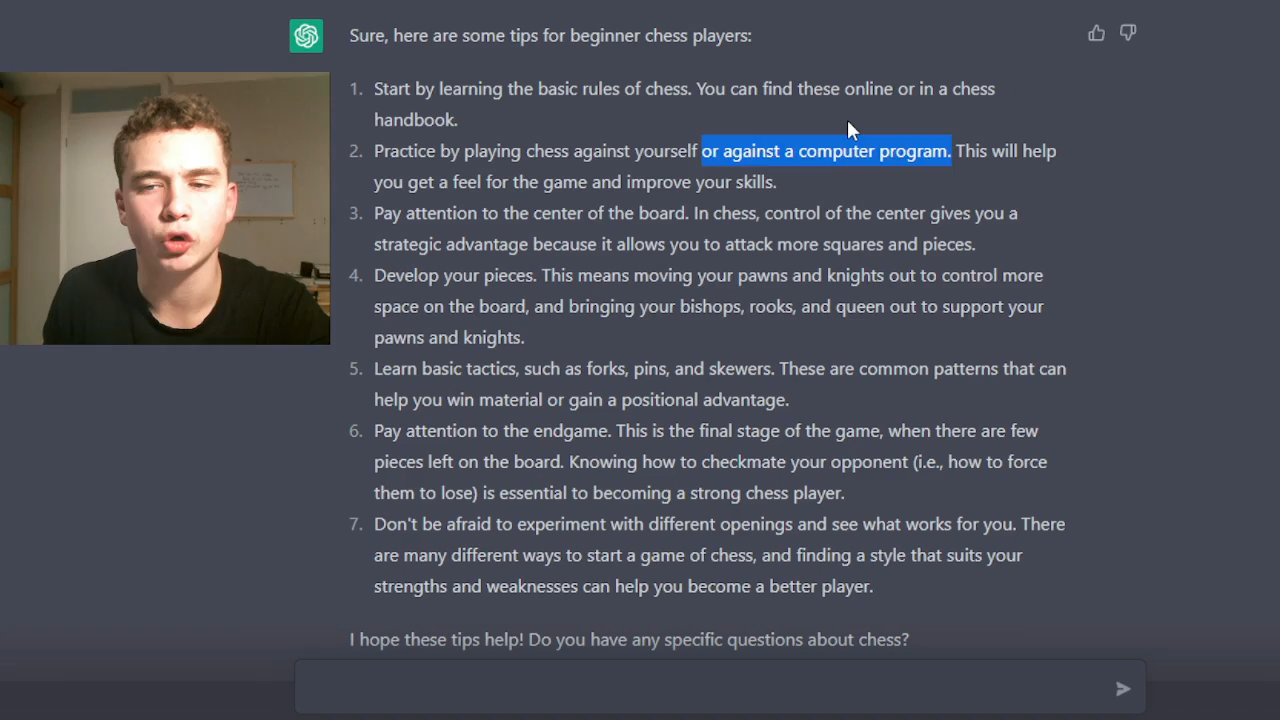 Sure, here are some tips for beginner chess players:
1. Start by learning the basic rules of chess. You can find these online or in a chess
handbook.
2. Practice by playing chess against yourself or against a computer program. This will help
you get a feel for the game and improve your skills.
3. Pay attention to the center of the board. In chess, control of the center gives you a
strategic advantage because it allows you to attack more squares and pieces.
4. Develop your pieces. This means moving your pawns and knights out to control more
space on the board, and bringing your bishops, rooks, and queen out to support your
pawns and knights.
5. Learn basic tactics, such as forks, pins, and skewers. These are common patterns that can
help you win material or gain a positional advantage.
6. Pay attention to the endgame. This is the final stage of the game, when there are few
pieces left on the board. Knowing how to checkmate your opponent (i.e., how to force
them to lose) is essential to becoming a strong chess player.
7. Don't be afraid to experiment with different openings and see what works for you. There
are many different ways to start a game of chess, and finding a style that suits your
strengths and weaknesses can help you become a better player.
I hope these tips help! Do you have any specific questions about chess?